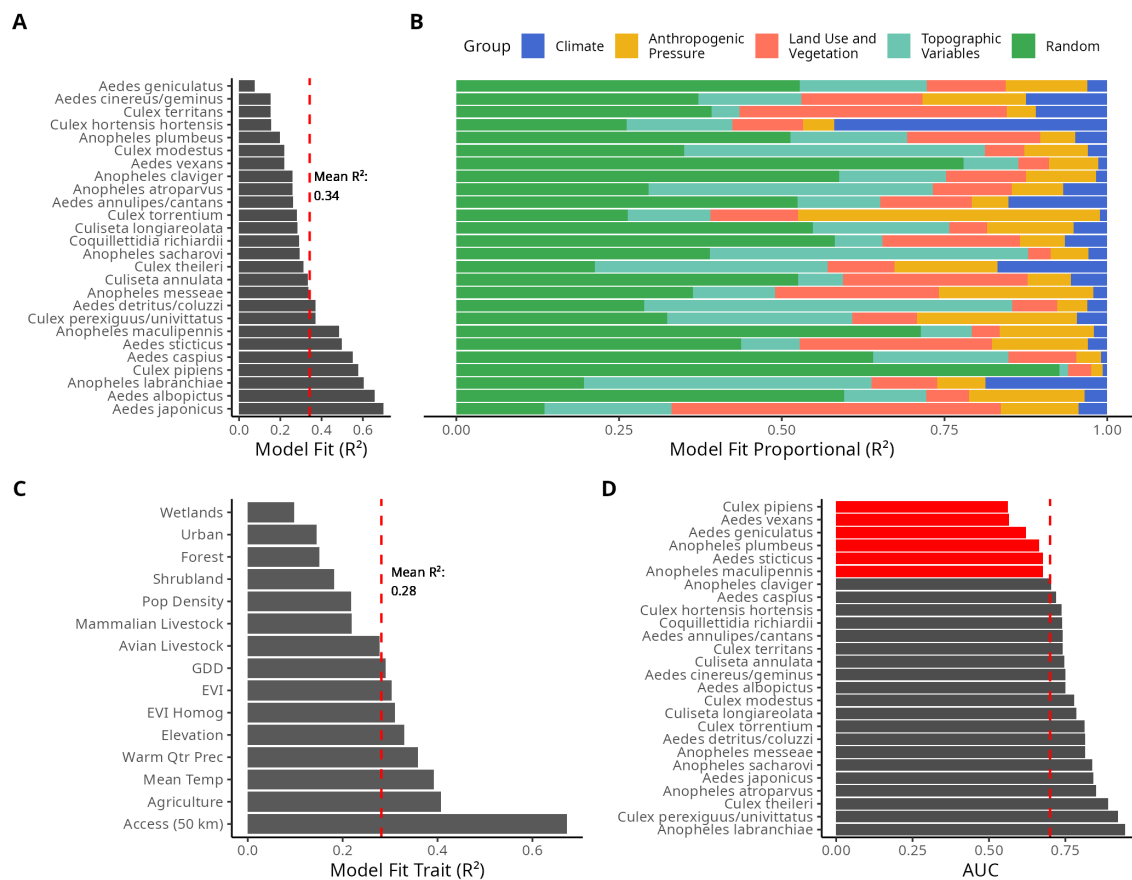 A
B
Group
Climate
Anthropogenic
Pressure
Land Use and
Vegetation
Topographic
Variables
Random
Aedes geniculatus
Aedes cinereus/geminus
Culex territans
Culex hortensis hortensis
Anopheles plumbeus
Culex modestus
Aedes vexans
Anopheles claviger
Anopheles atroparvus
Aedes annulipes/cantans
Culex torrentium
Culiseta longiareolata
Coquillettidia richiardii
Anopheles sacharovi
Culex theileri
Culiseta annulata
Anopheles messeae
Aedes detritus/coluzzi
Culex perexiguus/univittatus
Anopheles maculipennis
Aedes sticticus
Aedes caspius
Culex pipiens
Anopheles labranchiae
Aedes albopictus
Aedes japonicus
Mean R²:
0.34
0.0 0.2 0.4 0.6
Model Fit (R²)
0.00 0.25 0.50 0.75 1.00
Model Fit Proportional (R²)
C
Wetlands
Urban
Forest
Shrubland
Pop Density
Mammalian Livestock
Avian Livestock
GDD
EVI
EVI Homog
Elevation
Warm Qtr Prec
Mean Temp
Agriculture
Access (50 km)
Mean R²:
0.28
0.0 0.2 0.4 0.6
Model Fit Trait (R²)
D
Culex pipiens
Aedes vexans
Aedes geniculatus
Anopheles plumbeus
Aedes sticticus
Anopheles maculipennis
Anopheles claviger
Aedes caspius
Culex hortensis hortensis
Coquillettidia richiardii
Aedes annulipes/cantans
Culex territans
Culiseta annulata
Aedes cinereus/geminus
Aedes albopictus
Culex modestus
Culiseta longiareolata
Culex torrentium
Aedes detritus/coluzzi
Anopheles messeae
Anopheles sacharovi
Aedes japonicus
Anopheles atroparvus
Culex theileri
Culex perexiguus/univittatus
Anopheles labranchiae
0.00 0.25 0.50 0.75
AUC